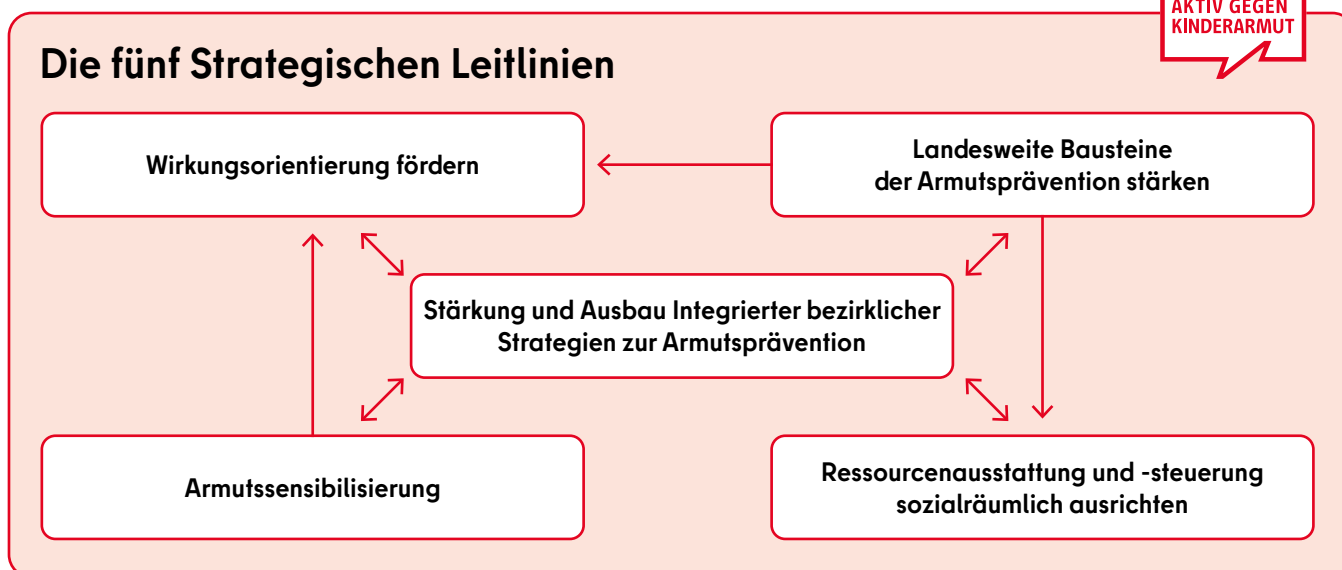 AKTIV GEGEN
KINDERARMUT
Die fünf Strategischen Leitlinien
Wirkungsorientierung fördern
Landesweite Bausteine
der Armutsprävention stärken
Stärkung und Ausbau Integrierter bezirklicher
Strategien zur Armutsprävention
Armutssensibilisierung
Ressourcenausstattung und -steuerung
sozialräumlich ausrichten